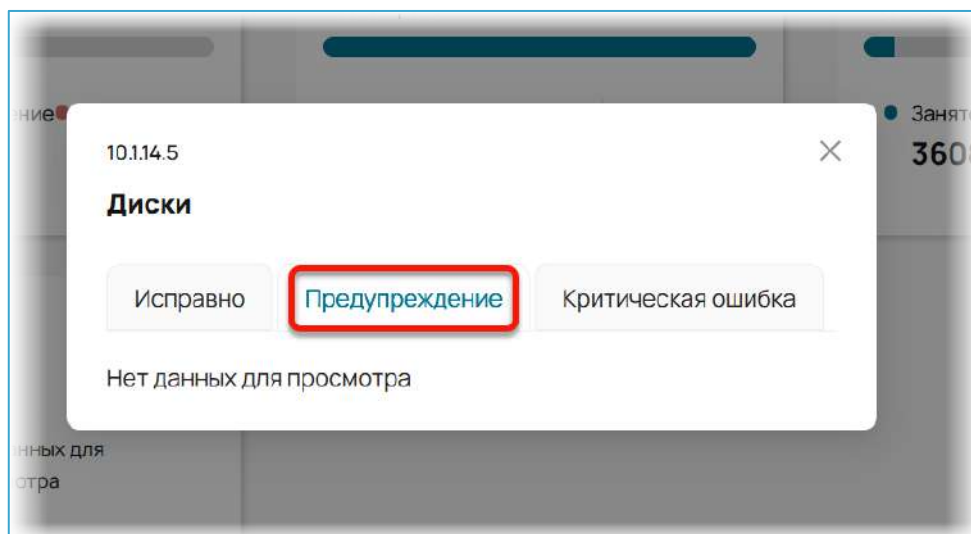 10.1.14.5
Диски
Исправно Предупреждение Критическая ошибка
Нет данных для просмотра